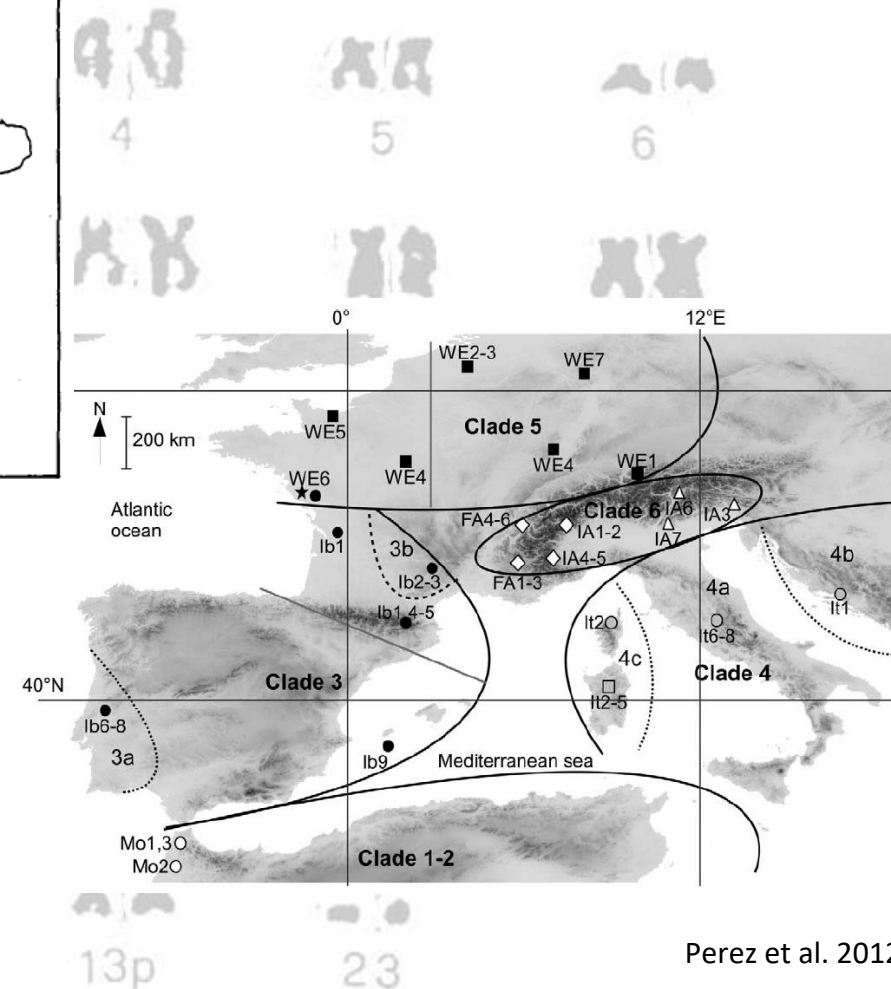 4 5 6
0° 12°E
WE2-3 WE7
N
200 km
WE5
Clade 5
WE4 WE4 WE1
WE6
Atlantic
ocean
FA4-6 Clade 6 IA6 IA3
IA1-2 IA7
Ib1
3b
Ib2-3
FA1-3 IA4-5
4a 4b
It1
Ib1,4-5
It2 It6-8
4c
40°N
Clade 3
It2-5
Clade 4
Ib6-8
3a
Ib9
Mediterranean sea
Mo1,3
Mo2
Clade 1-2
13p 23
Perez et al. 2012